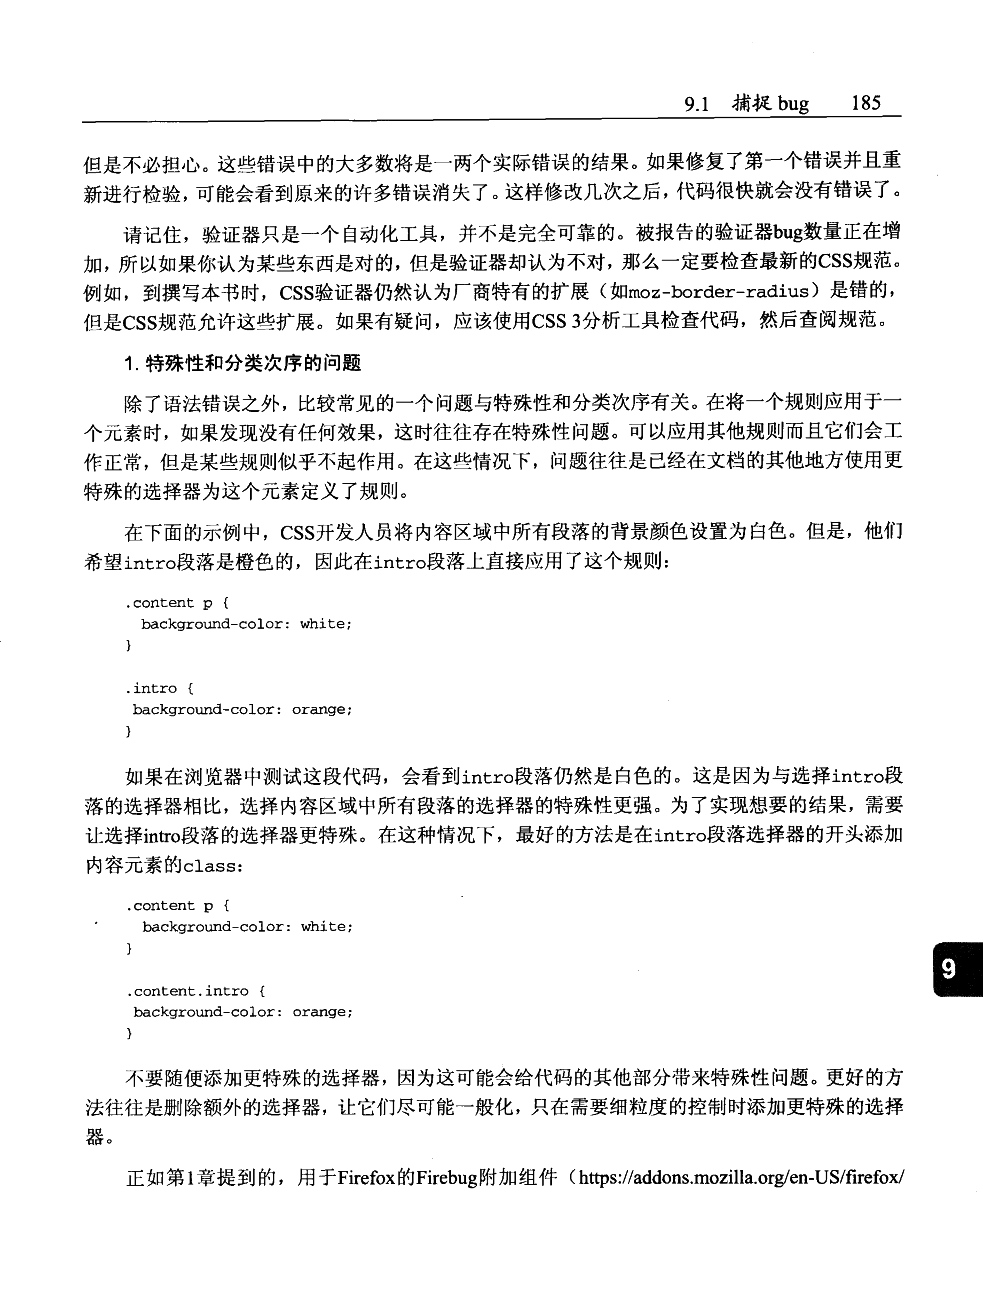 9.1 捕捉 bug 185
但是不必担心。这些错误中的大多数将是一两个实际错误的结果。如果修复了第一个错误并且重
新进行检验，可能会看到原来的许多错误消失了。这样修改几次之后，代码很快就会没有错误了。
请记住，验证器只是一个自动化工具，并不是完全可靠的。被报告的验证器bug数量正在增
加，所以如果你认为某些东西是对的，但是验证器却认为不对，那么一定要检查最新的CSS规范。
例如，到撰写本书时，CSS验证器仍然认为厂商特有的扩展（如moz-border-radius）是错的，
但是CSS规范允许这些扩展。如果有疑问，应该使用CSS 3分析工具检查代码，然后查阅规范。
1. 特殊性和分类次序的问题
除了语法错误之外，比较常见的一个问题与特殊性和分类次序有关。在将一个规则应用于一
个元素时，如果发现没有任何效果，这时往往存在特殊性问题。可以应用其他规则而且它们会工
作正常，但是某些规则似乎不起作用。在这些情况下，问题往往是已经在文档的其他地方使用更
特殊的选择器为这个元素定义了规则。
在下面的示例中，CSS开发人员将内容区域中所有段落的背景颜色设置为白色。但是，他们
希望intro段落是橙色的，因此在intro段落上直接应用了这个规则：
.content p {
background-color: white;
}
.intro {
background-color: orange;
}
如果在浏览器中测试这段代码，会看到intro段落仍然是白色的。这是因为与选择intro段
落的选择器相比，选择内容区域中所有段落的选择器的特殊性更强。为了实现想要的结果，需要
让选择intro段落的选择器更特殊。在这种情况下，最好的方法是在intro段落选择器的开头添加
内容元素的class：
.content p {
background-color: white;
}
.content.intro {
background-color: orange;
}
9
不要随便添加更特殊的选择器，因为这可能会给代码的其他部分带来特殊性问题。更好的方
法往往是删除额外的选择器，让它们尽可能一般化，只在需要细粒度的控制时添加更特殊的选择
器。
正如第1章提到的，用于Firefox的Firebug附加组件（https://addons.mozilla.org/en-US/firefox/